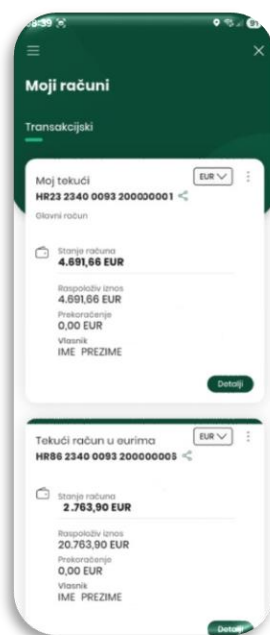 8:39
91
Moji računi
Transakcijski
Moj tekući
EUR
HR23 2340 0093 200000001
Glavni račun
Stanje računa
4.691,66 EUR
Raspoloživ iznos
4.691,66 EUR
Prekoračenje
0,00 EUR
Vlasnik
IME PREZIME
Detalji
Tekući račun u eurima
EUR
HR86 2340 0093 200000005
Stanje računa
2.763,90 EUR
Raspoloživ iznos
20.763,90 EUR
Prekoračenje
0,00 EUR
Vlasnik
IME PREZIME
Detalji